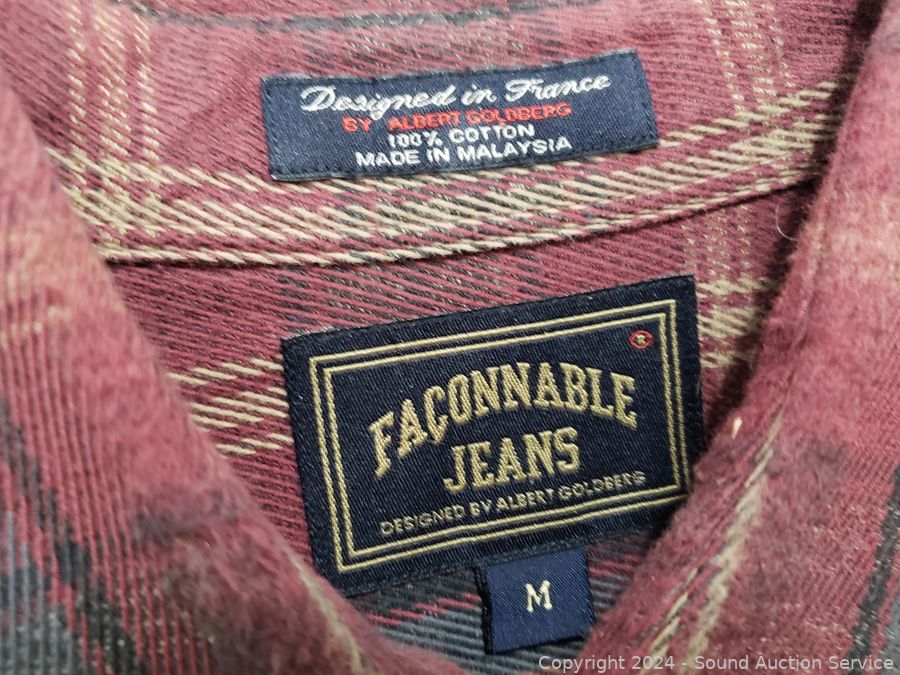 Designed in France
BY ALBERT GOLDBERG
100% COTTON
MADE IN MALAYSIA
®
FAÇONNABLE
JEANS
DESIGNED BY ALBERT GOLDBERG
M
Copyright 2024 - Sound Auction Service